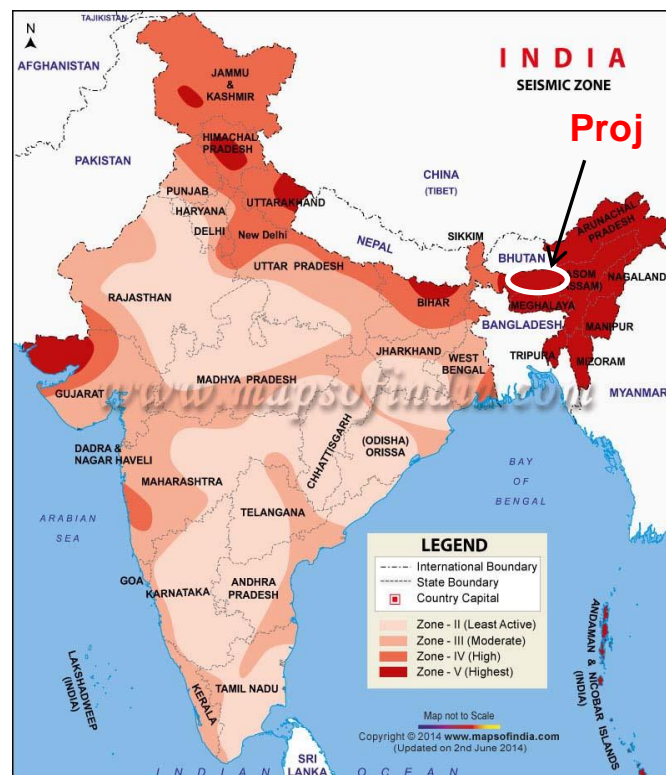 TAJIKISTAN
N
AFGHANISTAN
INDIA
SEISMIC ZONE
JAMMU
&
KASHMIR
Proj
HIMACHAL
PRADESH
PAKISTAN
CHINA
(TIBET)
PUNJAB
UTTARAKHAND
HARYANA
DELHI
New Delhi
NEPAL
SIKKIM
BHUTAN
ARUNACHAL
PRADESH
UTTAR PRADESH
RAJASTHAN
BIHAR
ASOM
(ASSAM)
NAGALAND
MEGHALAYA
BANGLADESH
MANIPUR
JHARKHAND
WEST
BENGAL
TRIPURA
MIZORAM
GUJARAT
MADHYA PRADESH
www.mapsofindia.com
MYANMAR
CHHATTISGARH
(ODISHA)
ORISSA
DADRA &
NAGAR HAVELI
MAHARASHTRA
BAY
OF
BENGAL
ARABIAN
SEA
TELANGANA
GOA
KARNATAKA
ANDHRA
PRADESH
LEGEND
International Boundary
State Boundary
Country Capital
Zone - II (Least Active)
Zone - III (Moderate)
Zone - IV (High)
Zone - V (Highest)
ANDAMAN & NICOBAR ISLANDS
(INDIA)
LAKSHADWEEP
(INDIA)
KERALA
TAMIL NADU
Map not to Scale
Copyright © 2014 www.mapsofindia.com
(Updated on 2nd June 2014)
SRI
LANKA
INDIAN OCEAN